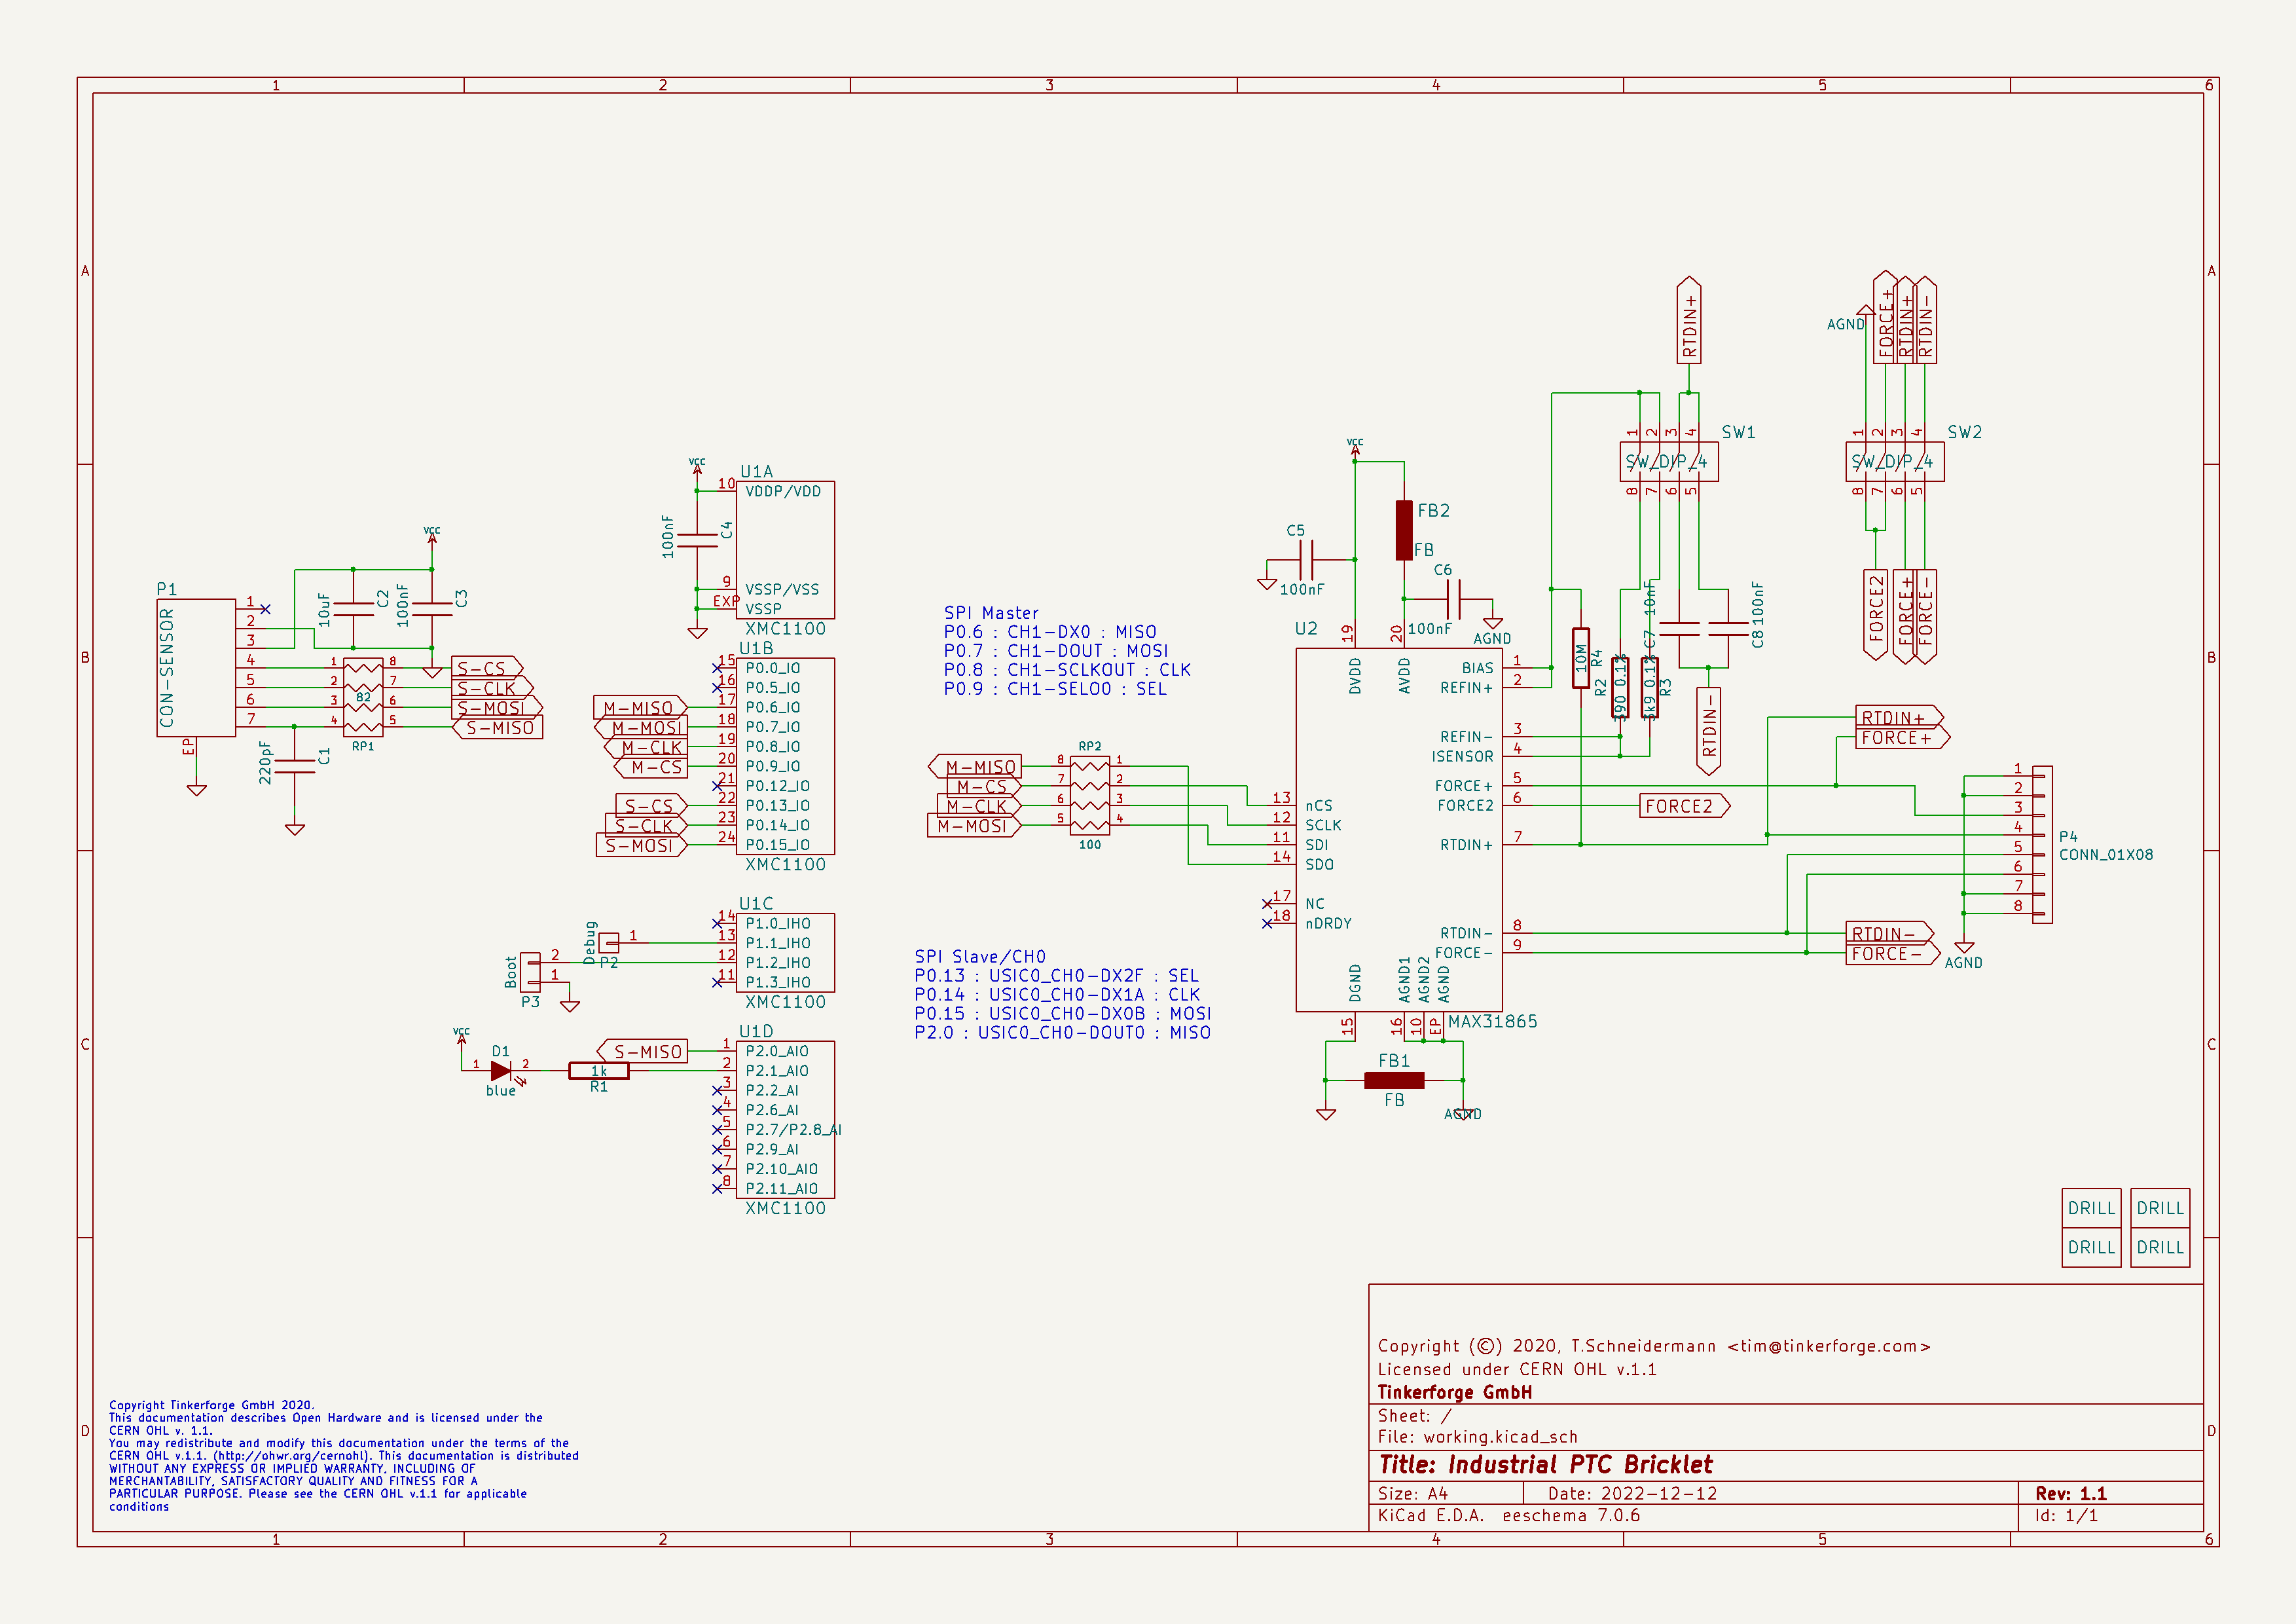 1 2 3 4 5 6
A
B
C
D
A
B
C
D
1 2 3 4 5 6
P1
CON-SENSOR
1
2
3
4
5
6
7
EP
10uF
C2
100nF
C3
VCC
1
2
3
4
8
7
6
5
82
RP1
S-CS
S-CLK
S-MOSI
S-MISO
220pF
C1
VCC
100nF
C4
U1A
10 VDDP/VDD
9 VSSP/VSS
EXP VSSP
XMC1100
U1B
15 P0.0_IO
16 P0.5_IO
M-MISO 17 P0.6_IO
M-MOSI 18 P0.7_IO
M-CLK 19 P0.8_IO
M-CS 20 P0.9_IO
21 P0.12_IO
S-CS 22 P0.13_IO
S-CLK 23 P0.14_IO
S-MOSI 24 P0.15_IO
XMC1100
U1C
14 P1.0_IHO
13 P1.1_IHO
12 P1.2_IHO
11 P1.3_IHO
XMC1100
Debug
1
P2
Boot
2
1
P3
VCC
D1
1 2
blue
1k
R1
U1D
S-MISO 1 P2.0_AIO
2 P2.1_AIO
3 P2.2_AI
4 P2.6_AI
5 P2.7/P2.8_AI
6 P2.9_AI
7 P2.10_AIO
8 P2.11_AIO
XMC1100
SPI Master
P0.6 : CH1-DX0 : MISO
P0.7 : CH1-DOUT : MOSI
P0.8 : CH1-SCLKOUT : CLK
P0.9 : CH1-SELO0 : SEL
RP2
M-MISO 8 1
M-CS 7 2
M-CLK 6 3
M-MOSI 5 4
100
SPI Slave/CH0
P0.13 : USIC0_CH0-DX2F : SEL
P0.14 : USIC0_CH0-DX1A : CLK
P0.15 : USIC0_CH0-DX0B : MOSI
P2.0 : USIC0_CH0-DOUT0 : MISO
VCC
C5
100nF
FB2
FB
C6
100nF
AGND
U2
19 DVDD
20 AVDD
13 nCS
12 SCLK
11 SDI
14 SDO
17 NC
18 nDRDY
BIAS 1
REFIN+ 2
REFIN- 3
ISENSOR 4
FORCE+ 5
FORCE2 6
RTDIN+ 7
RTDIN- 8
FORCE- 9
DGND 15
AGND1 16
AGND2 10
AGND EP
MAX31865
FB1
FB
AGND
10M
R4
R2
390 0.1%
3k9 0.1%
R3
C7 10nF
C8 100nF
RTDIN+
1 2 3 4
SW1
SW_DIP_4
8 7 6 5
RTDIN-
FORCE2
AGND
FORCE+
RTDIN+
RTDIN-
1 2 3 4
SW2
SW_DIP_4
8 7 6 5
FORCE2
FORCE+
FORCE-
RTDIN+
FORCE+
RTDIN-
FORCE-
1
2
3
4
5
6
7
8
P4
CONN_01X08
AGND
DRILL DRILL
DRILL DRILL
Copyright Tinkerforge GmbH 2020.
This documentation describes Open Hardware and is licensed under the
CERN OHL v. 1.1.
You may redistribute and modify this documentation under the terms of the
CERN OHL v.1.1. (http://ohwr.org/cernohl). This documentation is distributed
WITHOUT ANY EXPRESS OR IMPLIED WARRANTY, INCLUDING OF
MERCHANTABILITY, SATISFACTORY QUALITY AND FITNESS FOR A
PARTICULAR PURPOSE. Please see the CERN OHL v.1.1 for applicable
conditions
Copyright (©) 2020, T.Schneidermann <tim@tinkerforge.com>
Licensed under CERN OHL v.1.1
Tinkerforge GmbH
Sheet: /
File: working.kicad_sch
Title: Industrial PTC Bricklet
Size: A4 Date: 2022-12-12 Rev: 1.1
KiCad E.D.A. eeschema 7.0.6 Id: 1/1